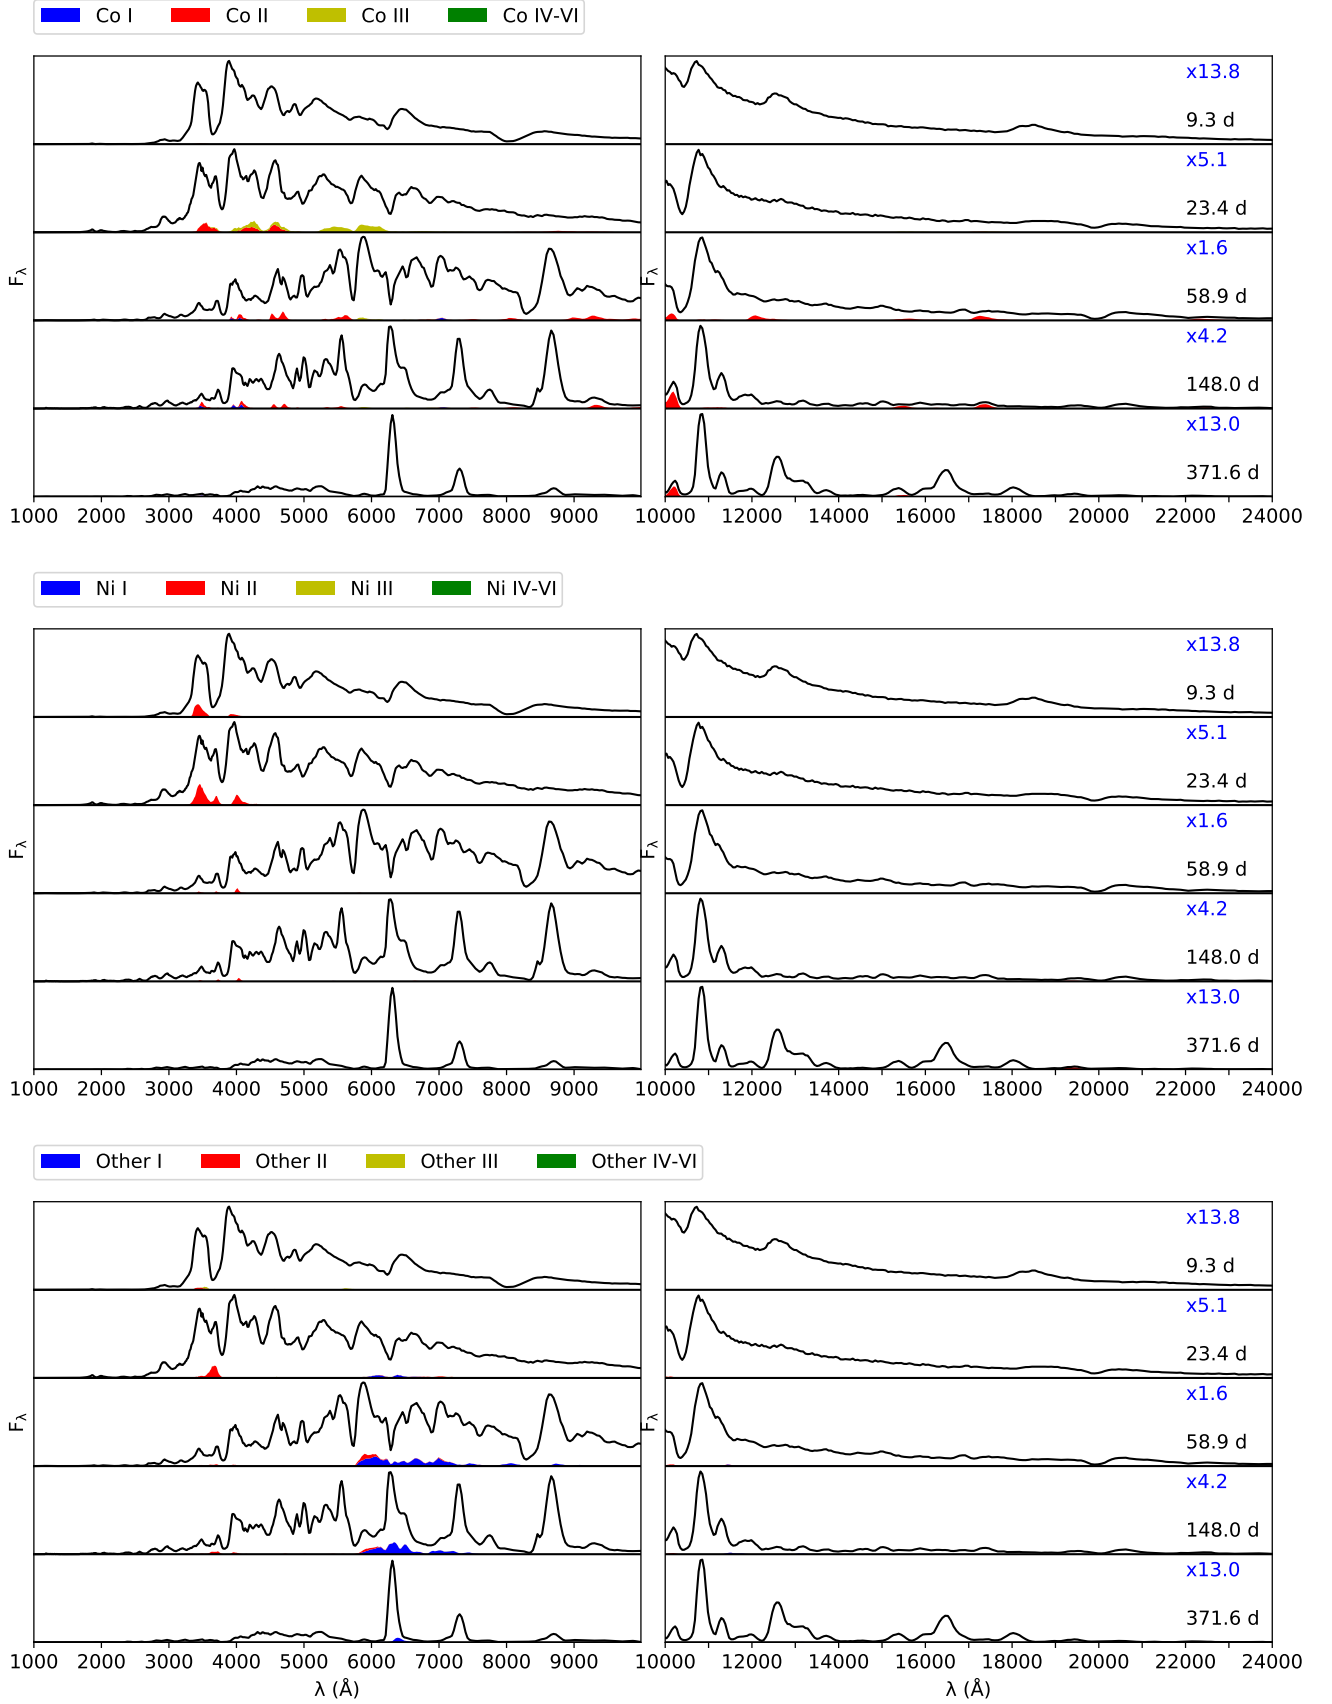 Co I Co II Co III Co IV-VI
x13.8
9.3 d
x5.1
23.4 d
x1.6
58.9 d
x4.2
148.0 d
x13.0
371.6 d
Fλ Fλ
1000 2000 3000 4000 5000 6000 7000 8000 9000 10000 12000 14000 16000 18000 20000 22000 24000
Ni I Ni II Ni III Ni IV-VI
x13.8
9.3 d
x5.1
23.4 d
x1.6
58.9 d
x4.2
148.0 d
x13.0
371.6 d
Fλ Fλ
1000 2000 3000 4000 5000 6000 7000 8000 9000 10000 12000 14000 16000 18000 20000 22000 24000
Other I Other II Other III Other IV-VI
x13.8
9.3 d
x5.1
23.4 d
x1.6
58.9 d
x4.2
148.0 d
x13.0
371.6 d
Fλ Fλ
1000 2000 3000 4000 5000 6000 7000 8000 9000 10000 12000 14000 16000 18000 20000 22000 24000
λ (Å) λ (Å)